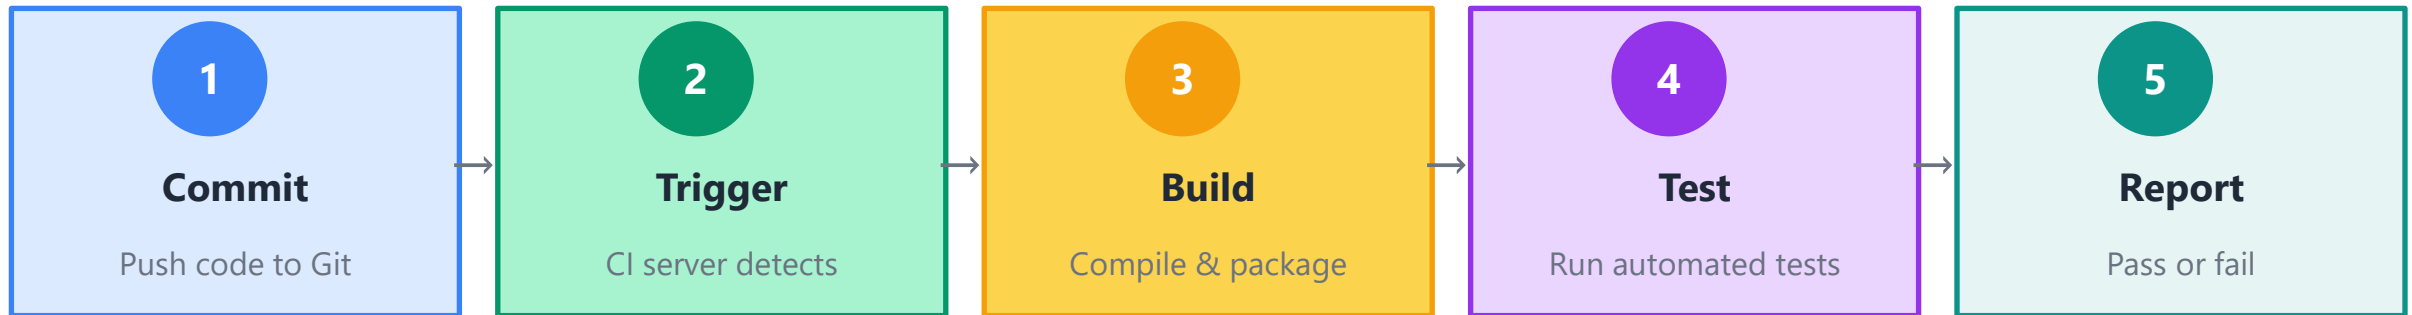 1
Commit
Push code to Git
→
2
Trigger
CI server detects
→
3
Build
Compile & package
→
4
Test
Run automated tests
→
5
Report
Pass or fail